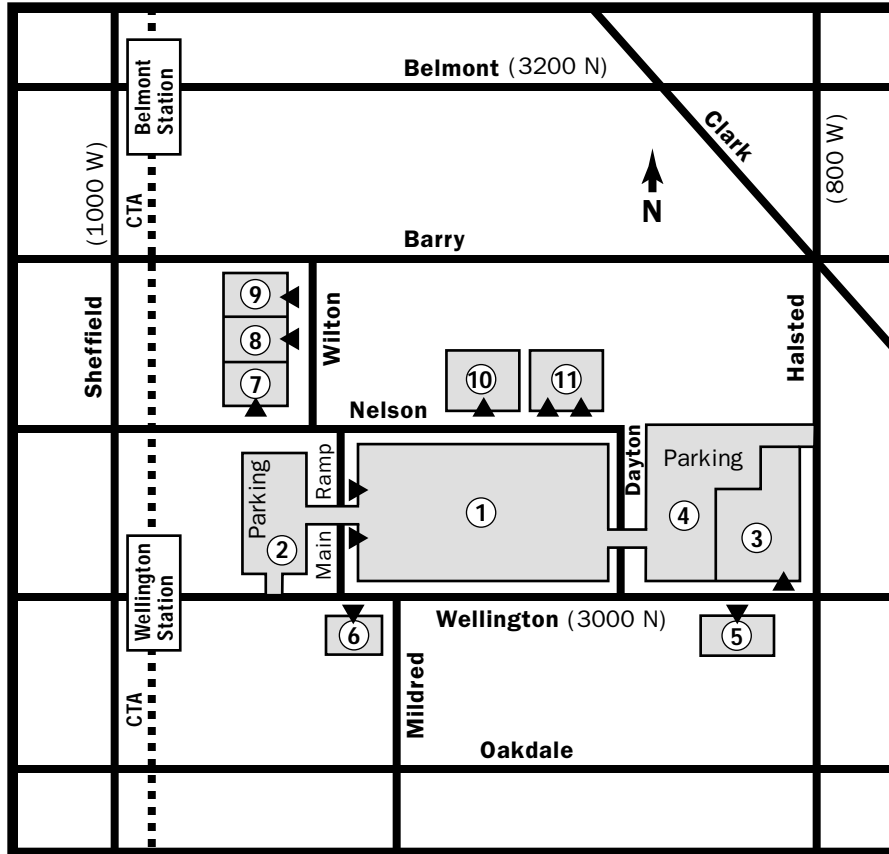 Belmont (3200 N)
Belmont
Station
Clark
(800 W)
(1000 W)
CTA
N
Barry
Sheffield
9
8
7
Wilton
10
11
Halsted
Nelson
Dayton
Parking
Parking
Ramp
Main
1
2
3
4
Wellington
Station
Wellington (3000 N)
6
5
Mildred
CTA
Oakdale